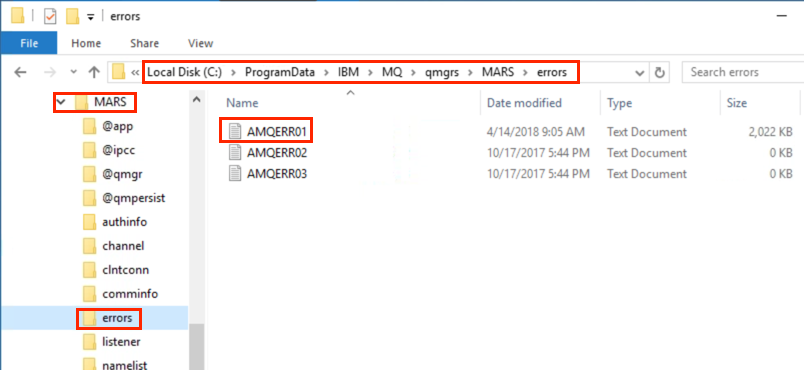 errors
File Home Share View
« Local Disk (C:) > ProgramData > IBM > MQ > qmgrs > MARS > errors Search errors
MARS
@app
@ipcc
@qmgr
@qmpersist
authinfo
channel
clntconn
comminfo
errors
listener
namelist
Name Date modified Type Size
AMQERR01 4/14/2018 9:05 AM Text Document 2,022 KB
AMQERR02 10/17/2017 5:44 PM Text Document 0 KB
AMQERR03 10/17/2017 5:44 PM Text Document 0 KB